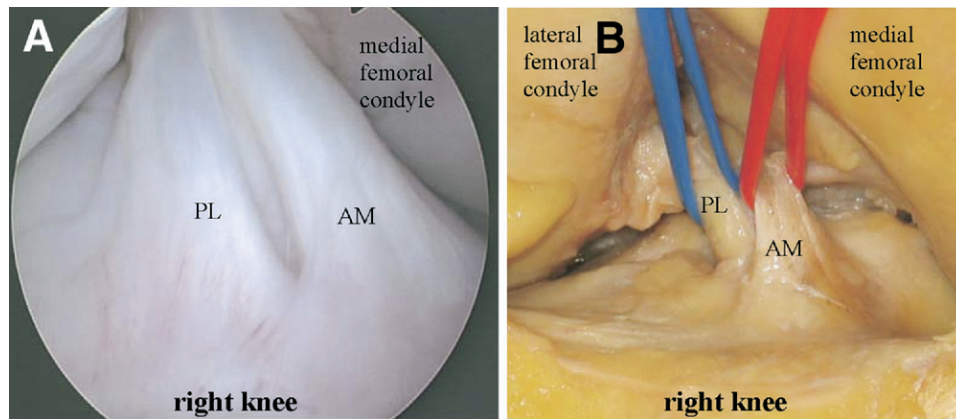 A
medial
femoral
condyle
PL
AM
right knee
lateral
femoral
condyle
B
medial
femoral
condyle
PL
AM
right knee